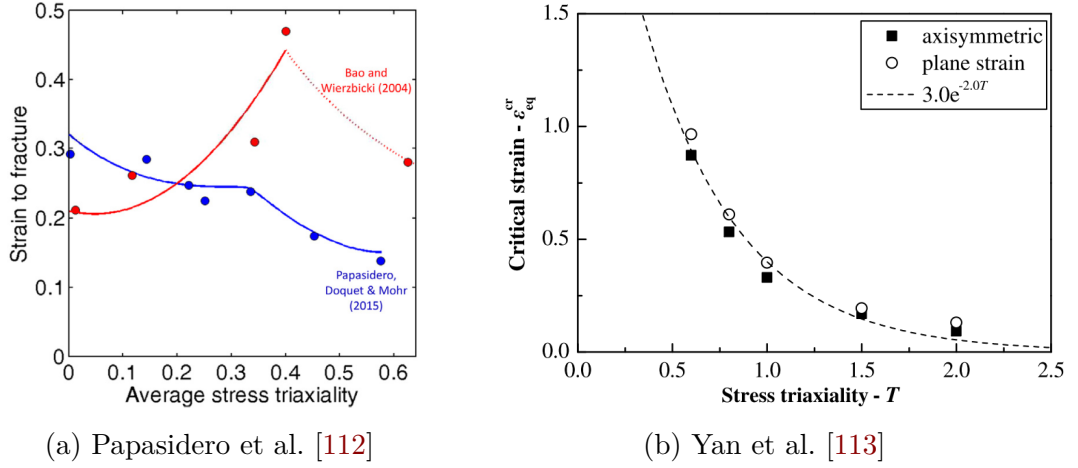 0.5
0.4
0.3
0.2
0.1
0
Strain to fracture
Bao and
Wierzbicki (2004)
Papasidero,
Doquet & Mohr
(2015)
0 0.1 0.2 0.3 0.4 0.5 0.6
Average stress triaxiality
(a) Papasidero et al. [112]
1.5
1.0
0.5
0.0
Critical strain - ε_eq^cr
axisymmetric
plane strain
3.0e^-2.0T
0.0 0.5 1.0 1.5 2.0 2.5
Stress triaxiality - T
(b) Yan et al. [113]